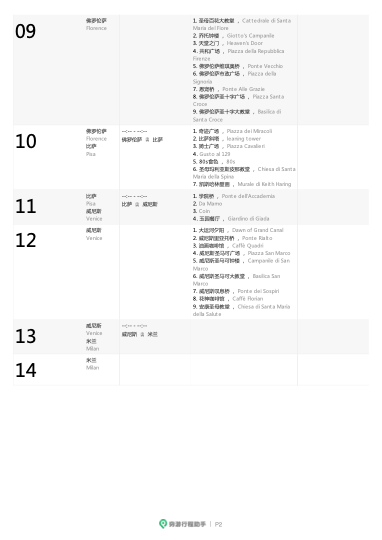 09
佛罗伦萨
Florence
1. 圣母百花大教堂 ， Cattedrale di Santa
Maria del Fiore
2. 乔托钟楼 ， Giotto's Campanile
3. 天堂之门 ， Heaven's Door
4. 共和广场 ， Piazza della Repubblica
Firenze
5. 佛罗伦萨维琪奥桥 ， Ponte Vecchio
6. 佛罗伦萨市政广场 ， Piazza della
Signoria
7. 恩宠桥 ， Ponte Alle Grazie
8. 佛罗伦萨圣十字广场 ， Piazza Santa
Croce
9. 佛罗伦萨圣十字大教堂 ， Basilica di
Santa Croce
10
佛罗伦萨
Florence
比萨
Pisa
--:-- - --:--
佛罗伦萨 至 比萨
1. 奇迹广场 ， Piazza dei Miracoli
2. 比萨斜塔 ， leaning tower
3. 骑士广场 ， Piazza Cavalieri
4. Gusto al 129
5. 80s音色 ， 80s
6. 圣母玛利亚斯皮那教堂 ， Chiesa di Santa
Maria della Spina
7. 凯斯哈林壁画 ， Murale di Keith Haring
11
比萨
Pisa
威尼斯
Venice
--:-- - --:--
比萨 至 威尼斯
1. 学院桥 ， Ponte dell'Accademia
2. Da Mamo
3. Coin
4. 玉园餐厅 ， Giardino di Giada
12
威尼斯
Venice
1. 大运河夕阳 ， Dawn of Grand Canal
2. 威尼斯里亚托桥 ， Ponte Rialto
3. 油画咖啡馆 ， Caffè Quadri
4. 威尼斯圣马可广场 ， Piazza San Marco
5. 威尼斯圣马可钟楼 ， Campanile di San
Marco
6. 威尼斯圣马可大教堂 ， Basilica San
Marco
7. 威尼斯叹息桥 ， Ponte dei Sospiri
8. 花神咖啡馆 ， Caffè Florian
9. 安康圣母教堂 ， Chiesa di Santa Maria
della Salute
13
威尼斯
Venice
米兰
Milan
--:-- - --:--
威尼斯 至 米兰
14
米兰
Milan
穷游行程助手 | P2